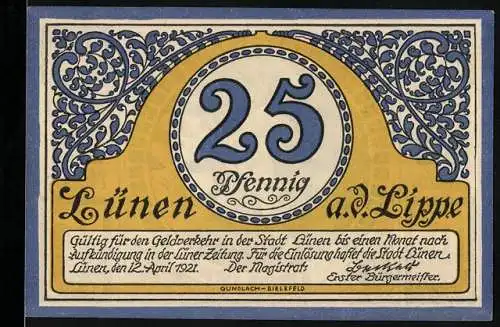 25
Pfennig
Lünen a.d. Lippe
Gültig für den Geldverkehr in der Stadt Lünen bis einen Monat nach
Aufkündigung in der Lüner Zeitung. Für die Einlösung haftet die Stadt Lünen.
Lünen, den 12. April 1921. Der Magistrat:
Erster Bürgermeister.
GUNDLACH-BIELEFELD.